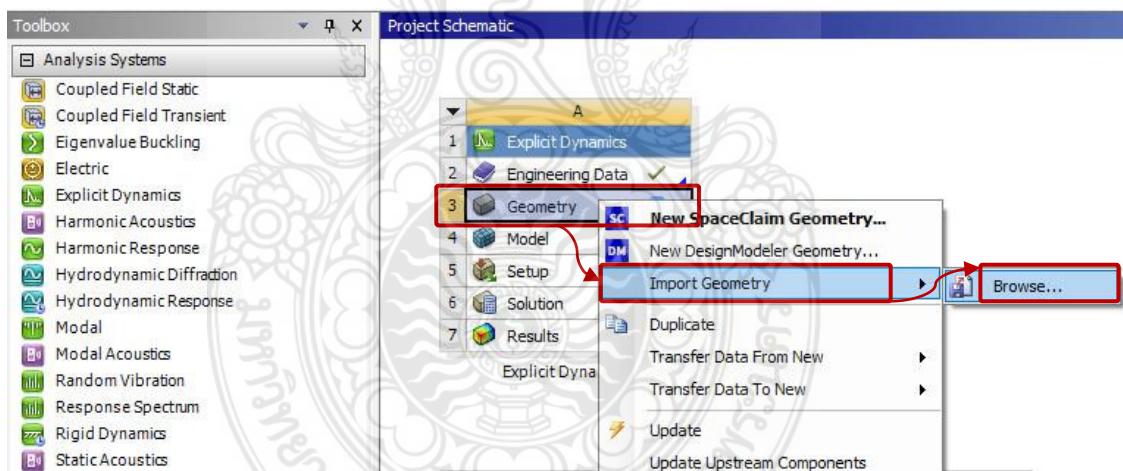 Toolbox
Project Schematic
Analysis Systems
Coupled Field Static
Coupled Field Transient
Eigenvalue Buckling
Electric
Explicit Dynamics
Harmonic Acoustics
Harmonic Response
Hydrodynamic Diffraction
Hydrodynamic Response
Modal
Modal Acoustics
Random Vibration
Response Spectrum
Rigid Dynamics
Static Acoustics
A
1 Explicit Dynamics
2 Engineering Data
3 Geometry
4 Model
5 Setup
6 Solution
7 Results
Explicit Dyna
SC New SpaceClaim Geometry...
DM New DesignModeler Geometry...
Import Geometry
Duplicate
Transfer Data From New
Transfer Data To New
Update
Update Upstream Components
Browse...